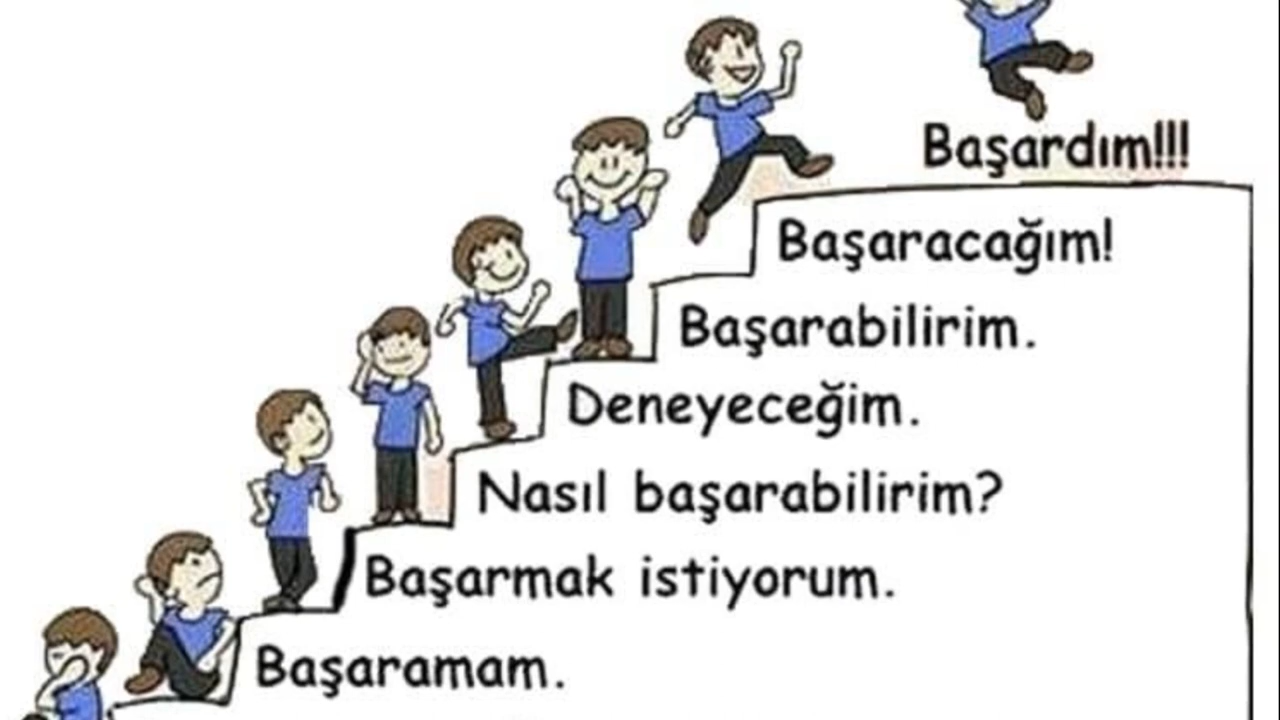 Başardım!!!
Başaracağım!
Başarabilirim.
Deneyeceğim.
Nasıl başarabilirim?
Başarmak istiyorum.
Başaramam.